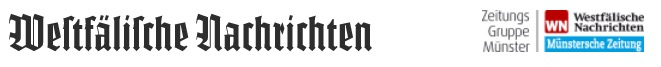 Weſtfäliſche Nachrichten
Zeitungs
Gruppe
Münster
WN Westfälische
Nachrichten
Münstersche Zeitung